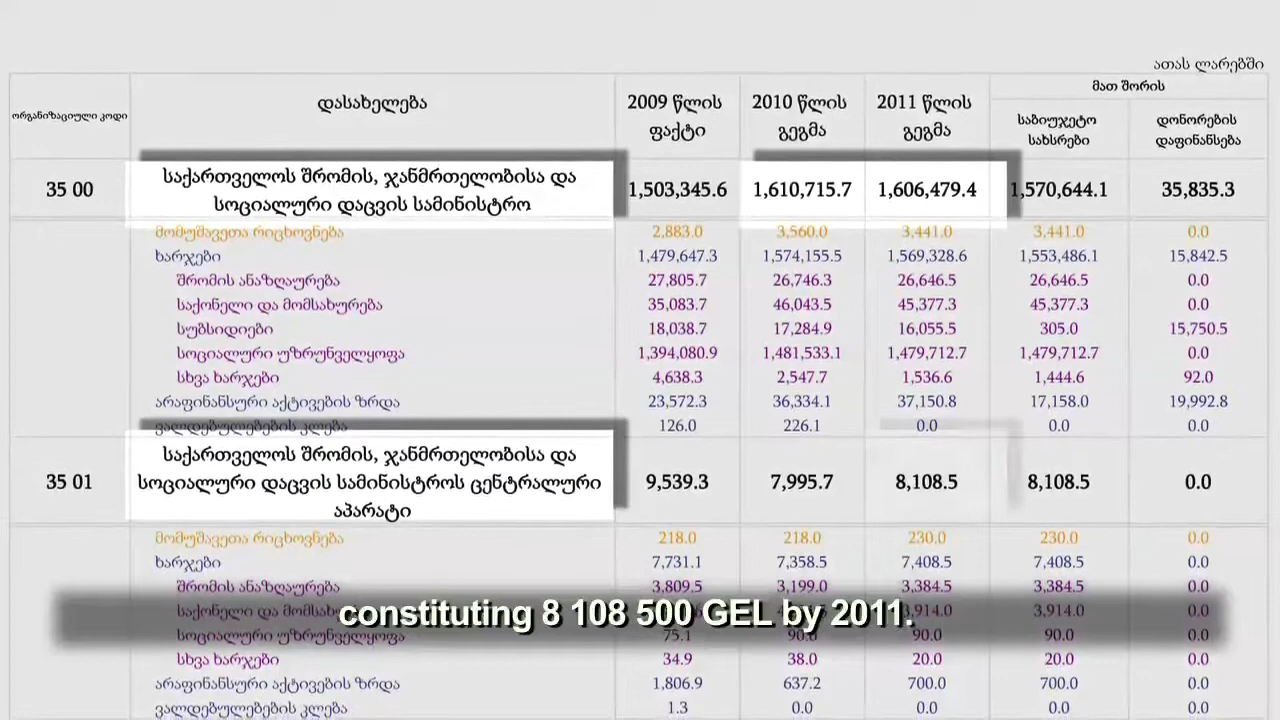 ათას ლარებში
ორგანიზაციული კოდი დასახელება 2009 წლის ფაქტი 2010 წლის გეგმა 2011 წლის გეგმა მათ შორის
საბიუჯეტო სახსრები დონორების დაფინანსება
35 00 საქართველოს შრომის, ჯანმრთელობისა და
სოციალური დაცვის სამინისტრო 1,503,345.6 1,610,715.7 1,606,479.4 1,570,644.1 35,835.3
მომუშავეთა რიცხოვნება 2,883.0 3,560.0 3,441.0 3,441.0 0.0
ხარჯები 1,479,647.3 1,574,155.5 1,569,328.6 1,553,486.1 15,842.5
შრომის ანაზღაურება 27,805.7 26,746.3 26,646.5 26,646.5 0.0
საქონელი და მომსახურება 35,083.7 46,043.5 45,377.3 45,377.3 0.0
სუბსიდიები 18,038.7 17,284.9 16,055.5 305.0 15,750.5
სოციალური უზრუნველყოფა 1,394,080.9 1,481,533.1 1,479,712.7 1,479,712.7 0.0
სხვა ხარჯები 4,638.3 2,547.7 1,536.6 1,444.6 92.0
არაფინანსური აქტივების ზრდა 23,572.3 36,334.1 37,150.8 17,158.0 19,992.8
ვალდებულებების კლება 126.0 226.1 0.0 0.0 0.0
35 01 საქართველოს შრომის, ჯანმრთელობისა და
სოციალური დაცვის სამინისტროს ცენტრალური
აპარატი 9,539.3 7,995.7 8,108.5 8,108.5 0.0
მომუშავეთა რიცხოვნება 218.0 218.0 230.0 230.0 0.0
ხარჯები 7,731.1 7,358.5 7,408.5 7,408.5 0.0
შრომის ანაზღაურება 3,809.5 3,199.0 3,384.5 3,384.5 0.0
საქონელი და 3,914.0 3,914.0 0.0
constituting 8 108 500 GEL by 2011.
სოციალური უზრუნველყოფა 75.1 90.0 90.0 90.0 0.0
სხვა ხარჯები 34.9 38.0 20.0 20.0 0.0
არაფინანსური აქტივების ზრდა 1,806.9 637.2 700.0 700.0 0.0
ვალდებულებების კლება 1.3 0.0 0.0 0.0 0.0